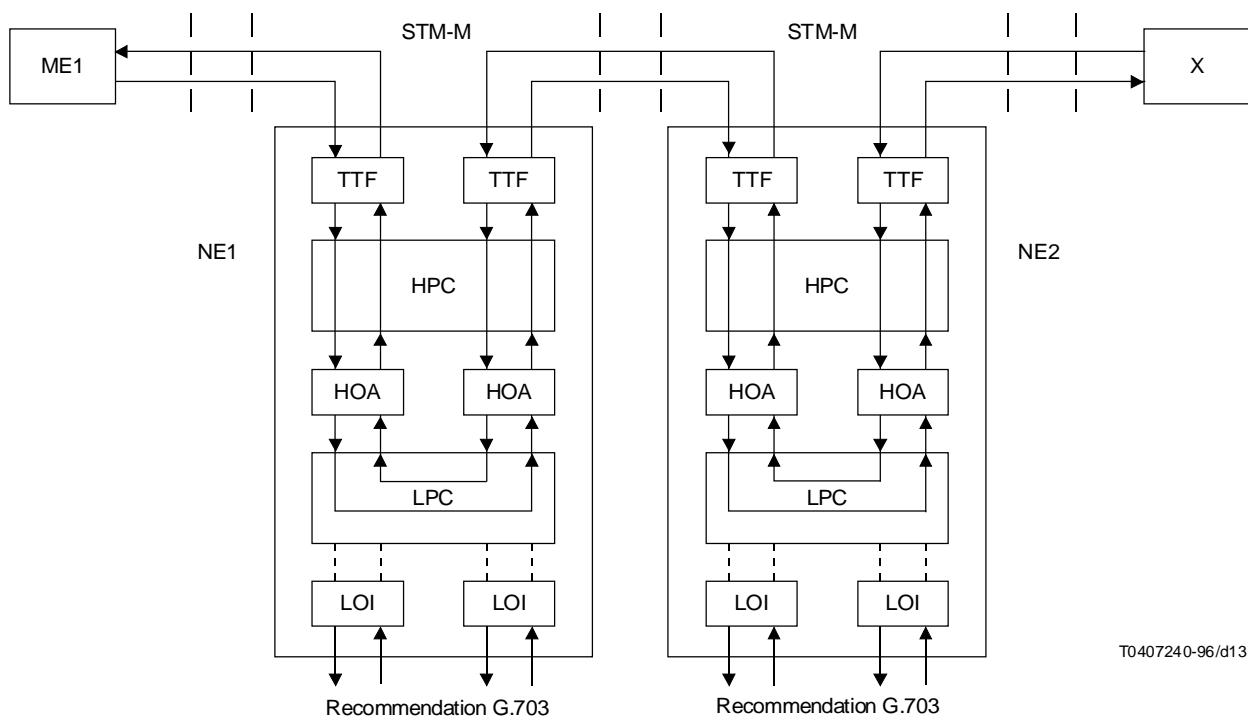 STM-M STM-M
ME1 X
TTF TTF TTF TTF
NE1 HPC HPC NE2
HOA HOA HOA HOA
LPC LPC
LOI LOI LOI LOI
T0407240-96/d13
Recommendation G.703 Recommendation G.703